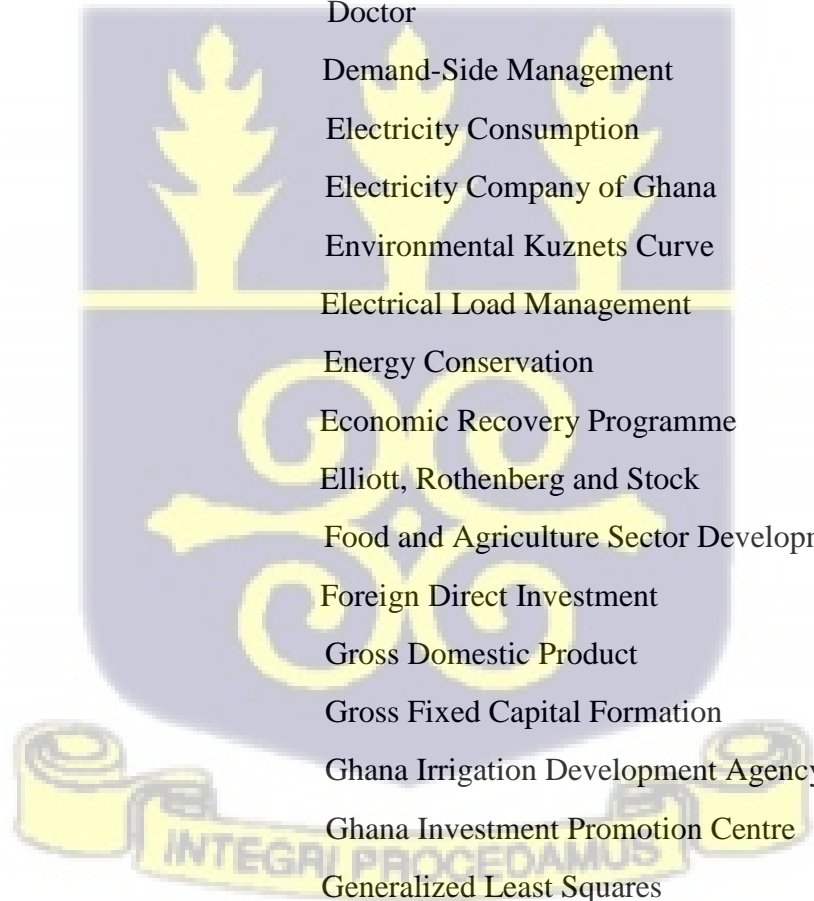 Doctor
Demand-Side Management
Electricity Consumption
Electricity Company of Ghana
Environmental Kuznets Curve
Electrical Load Management
Energy Conservation
Economic Recovery Programme
Elliott, Rothenberg and Stock
Food and Agriculture Sector
Foreign Direct Investment
Gross Domestic Product
Gross Fixed Capital Formation
Ghana Irrigation Development Agency
Ghana Investment Promotion Centre
INTEGRI PROCEDAMUS
Generalized Least Squares